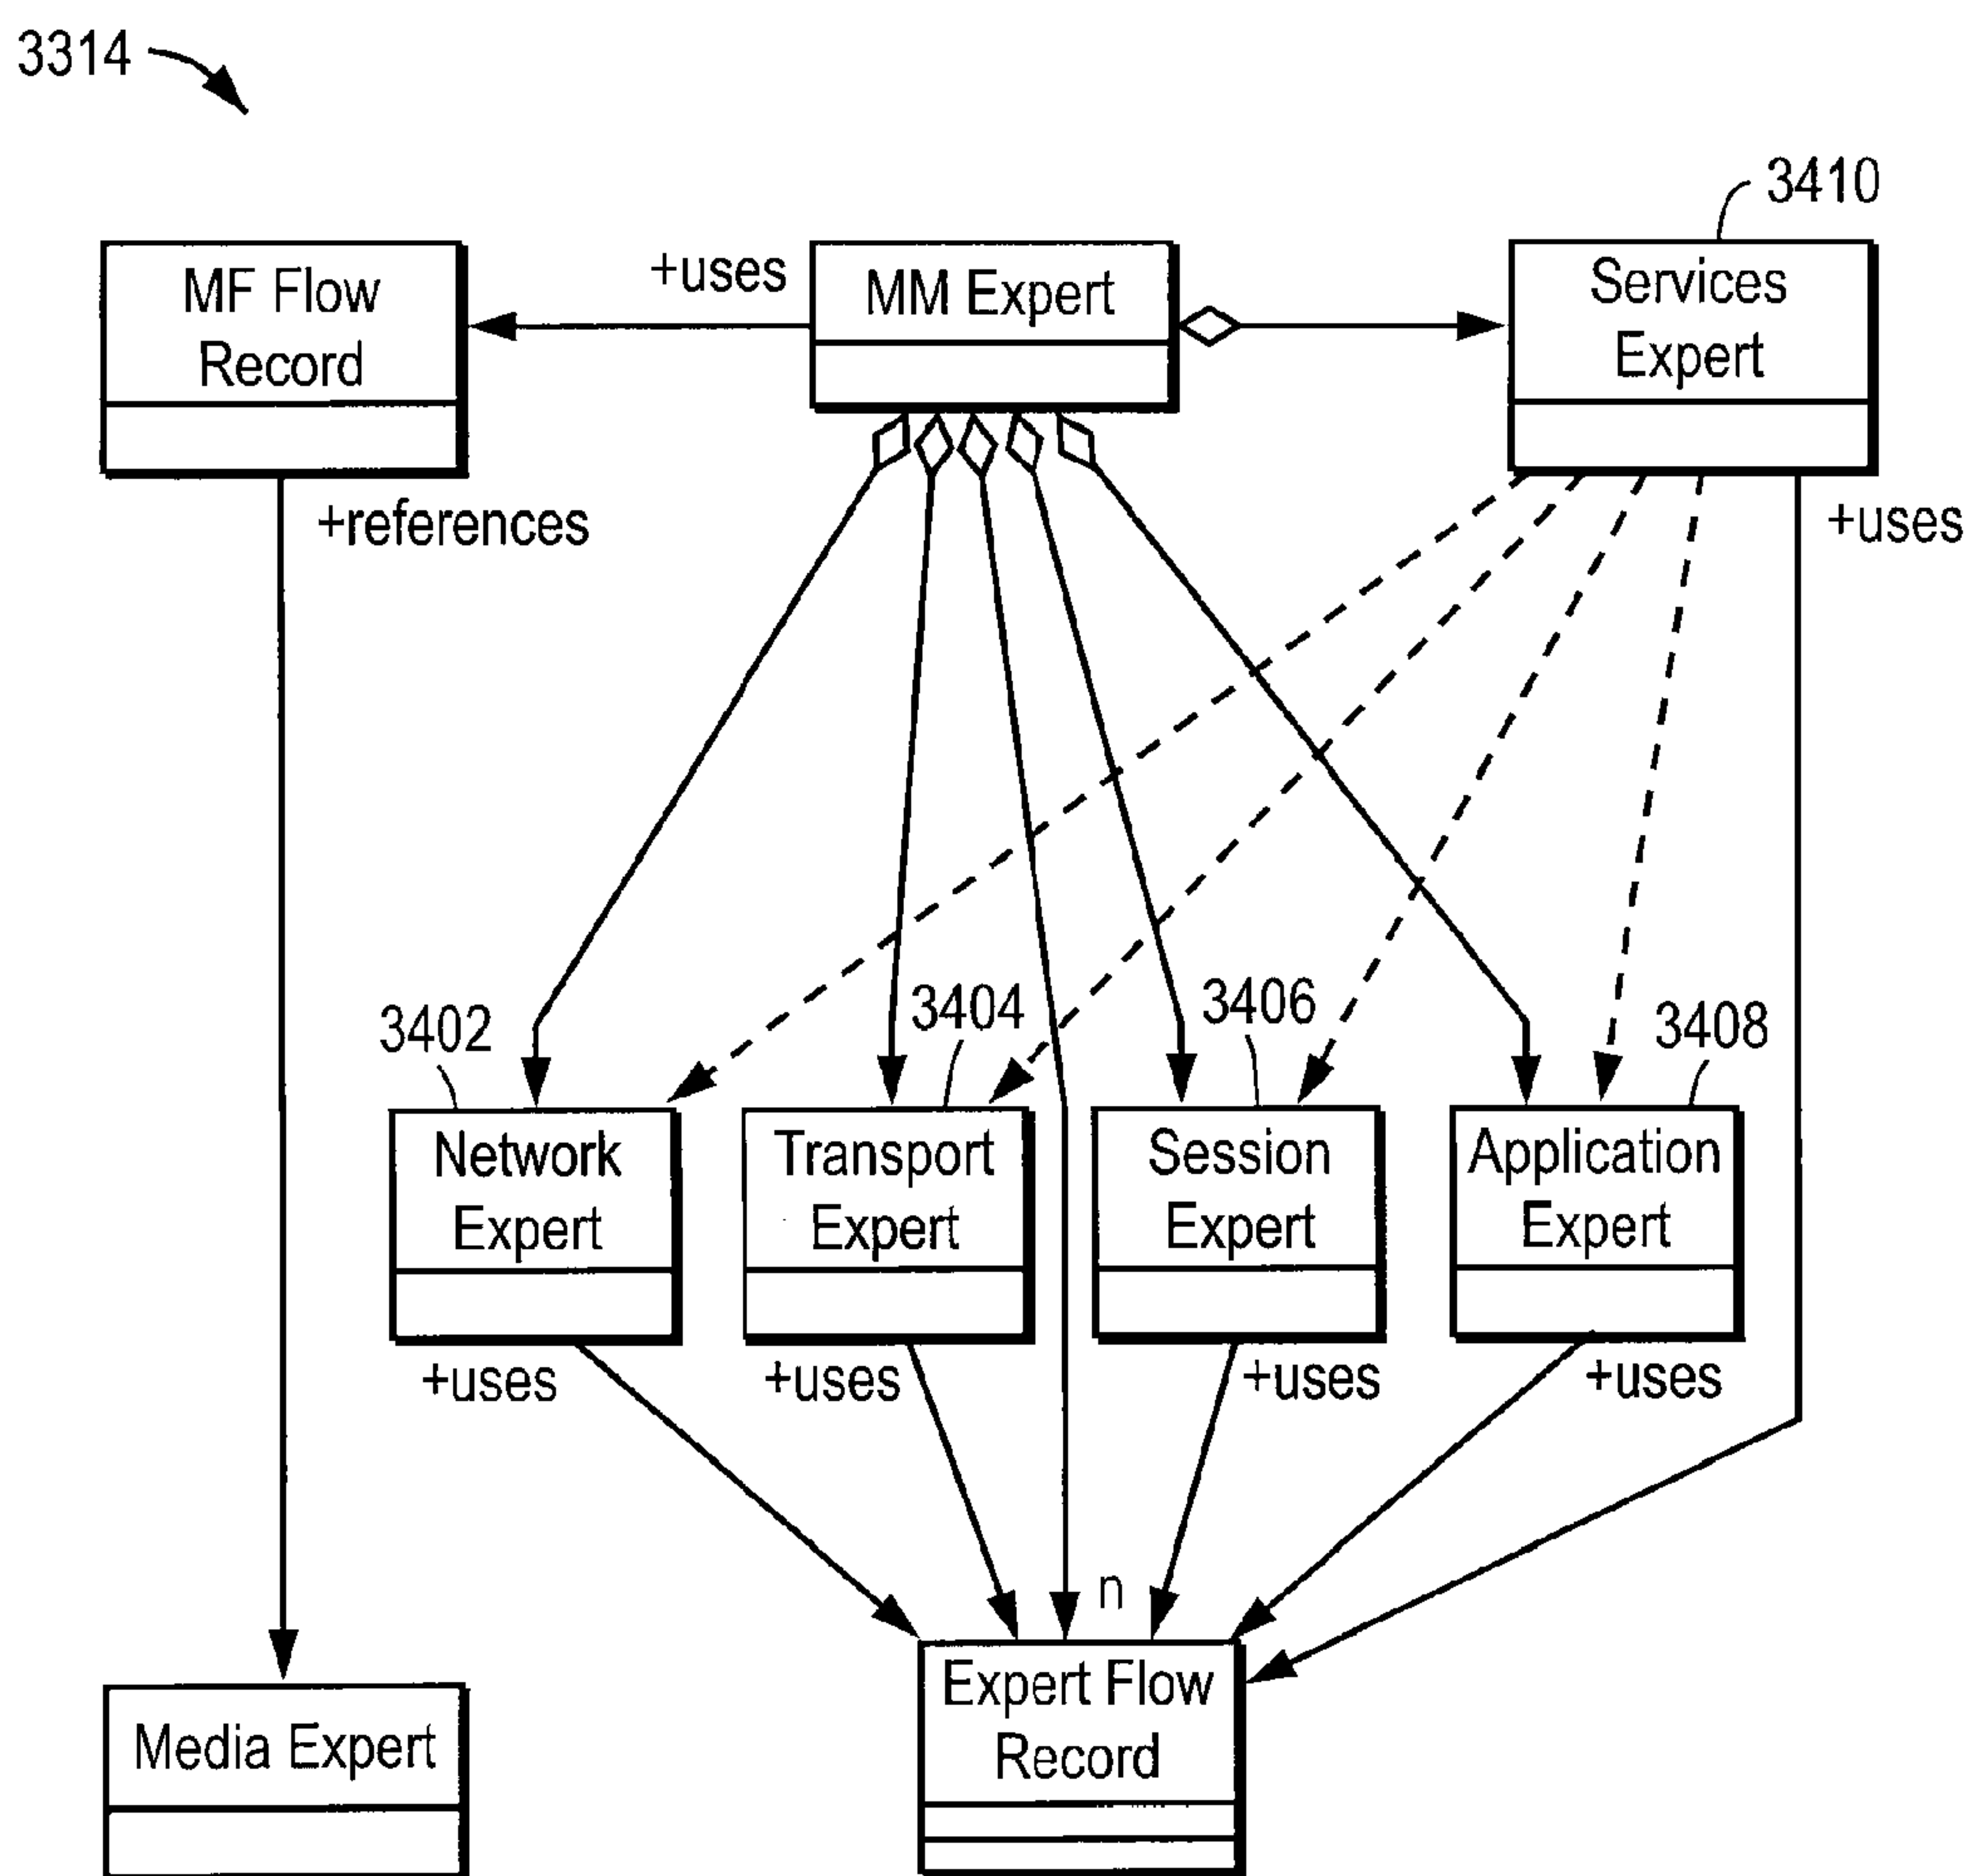 3314
3410
MF Flow
Record
+uses
MM Expert
Services
Expert
+references
+uses
3402
3404
3406
3408
Network
Expert
Transport
Expert
Session
Expert
Application
Expert
+uses
+uses
+uses
+uses
n
Media Expert
Expert Flow
Record